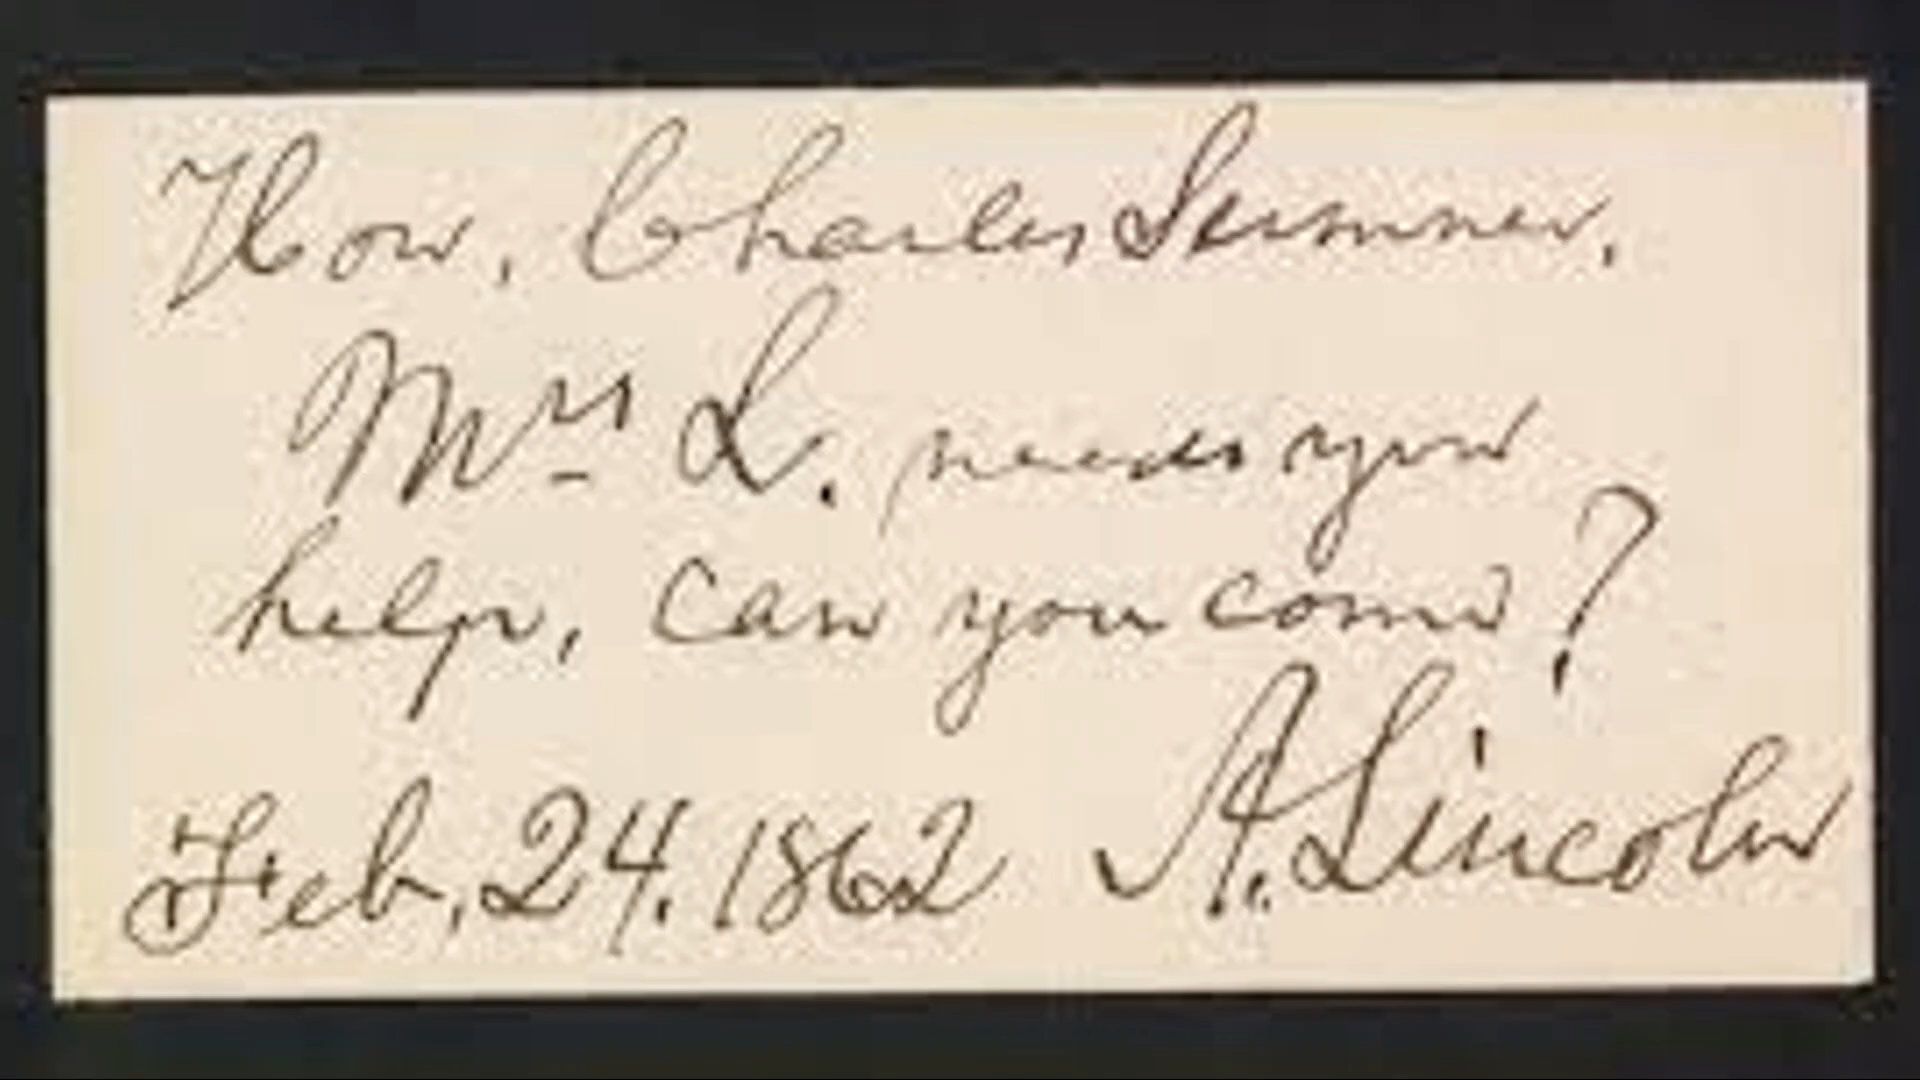 Hon, Charles Sumner,
Mrs L. needs your
help, can you come?
Feb, 24. 1862 A. Lincoln